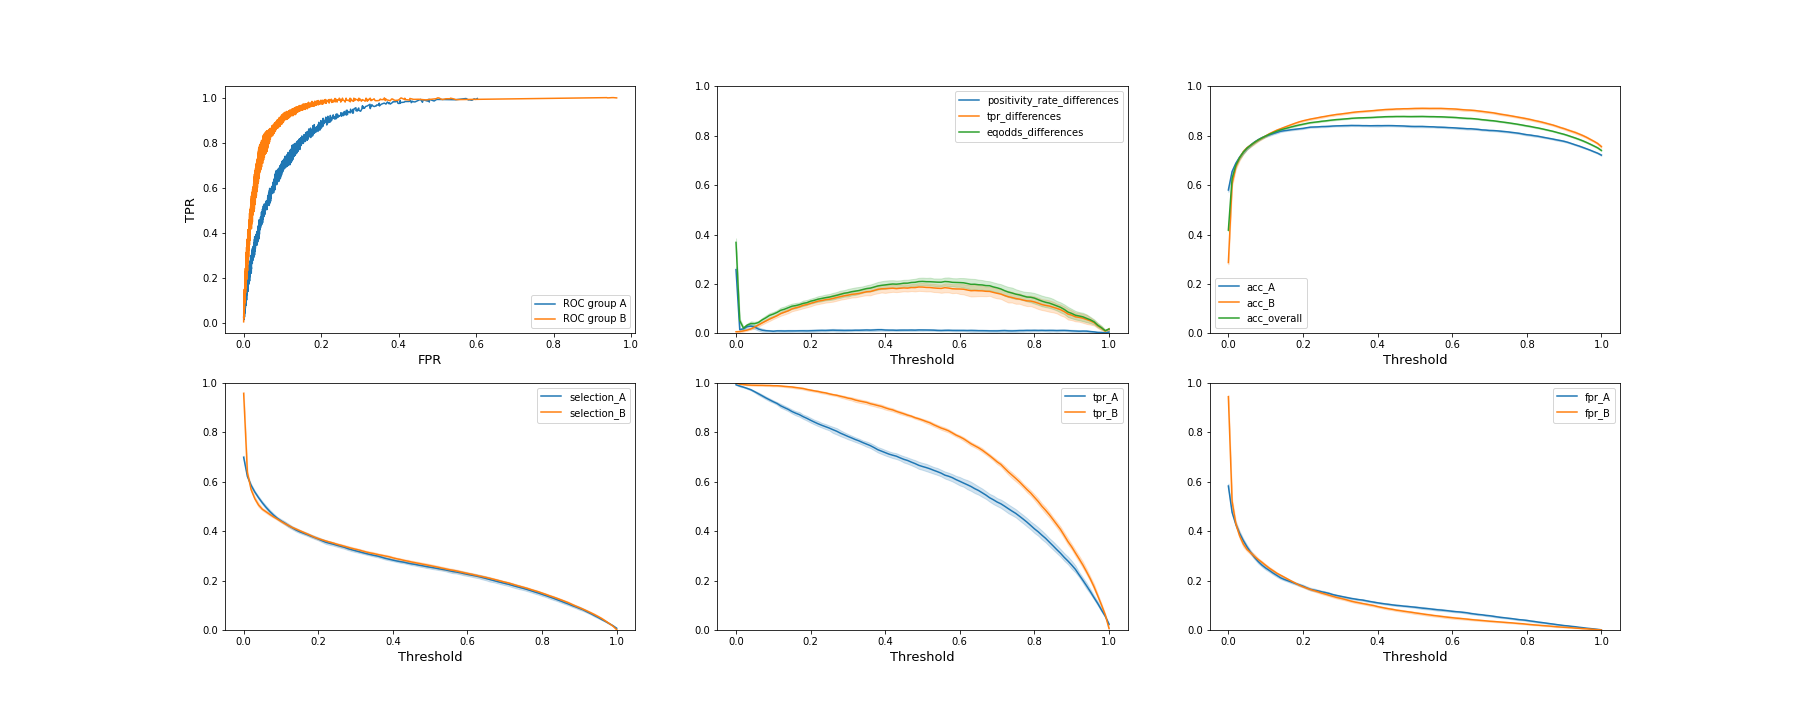 1.0
0.8
0.6
0.4
0.2
0.0
TPR
ROC group A
ROC group B
0.0 0.2 0.4 0.6 0.8 1.0
FPR
1.0
0.8
0.6
0.4
0.2
0.0
positivity_rate_differences
tpr_differences
eqodds_differences
0.0 0.2 0.4 0.6 0.8 1.0
Threshold
1.0
0.8
0.6
0.4
0.2
0.0
acc_A
acc_B
acc_overall
0.0 0.2 0.4 0.6 0.8 1.0
Threshold
1.0
0.8
0.6
0.4
0.2
0.0
selection_A
selection_B
0.0 0.2 0.4 0.6 0.8 1.0
Threshold
1.0
0.8
0.6
0.4
0.2
0.0
tpr_A
tpr_B
0.0 0.2 0.4 0.6 0.8 1.0
Threshold
1.0
0.8
0.6
0.4
0.2
0.0
fpr_A
fpr_B
0.0 0.2 0.4 0.6 0.8 1.0
Threshold